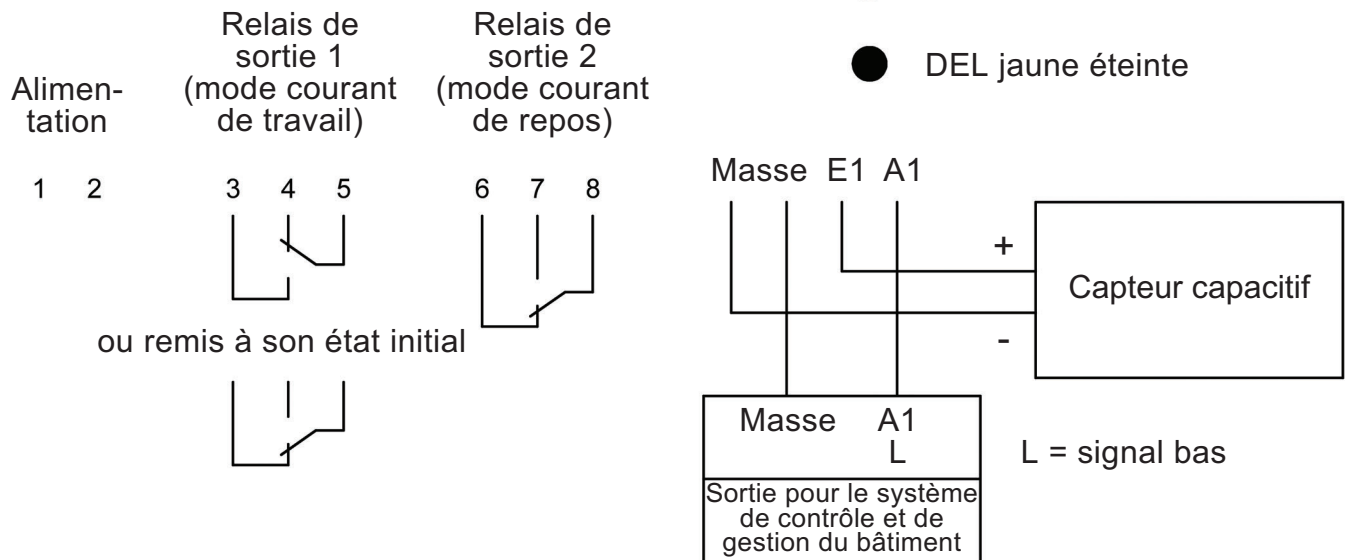 Alimen-
tation
Relais de
sortie 1
(mode courant
de travail)
Relais de
sortie 2
(mode courant
de repos)
DEL jaune éteinte
1 2
3 4 5
6 7 8
ou remis à son état initial
Masse E1 A1
+
-
Capteur capacitif
Masse A1
L
Sortie pour le système
de contrôle et de
gestion du bâtiment
L = signal bas